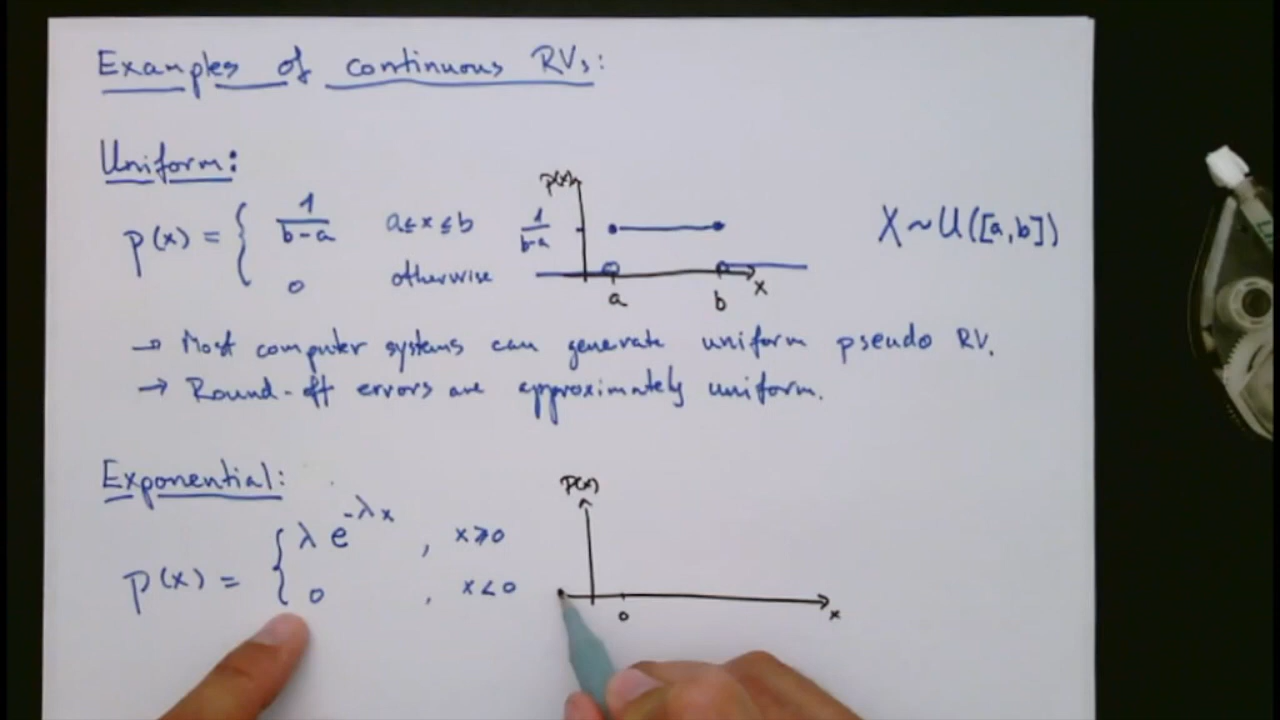 Examples of continuous RVs:
Uniform:
p(x) = { 1/(b-a) a≤x≤b
0 otherwise
p(x)
1/(b-a)
a b x
X~U([a,b])
→ Most computer systems can generate uniform pseudo RV.
→ Round-off errors are approximately uniform.
Exponential:
p(x) = { λe^(-λx) , x≥0
0 , x<0
p(x)
0 x